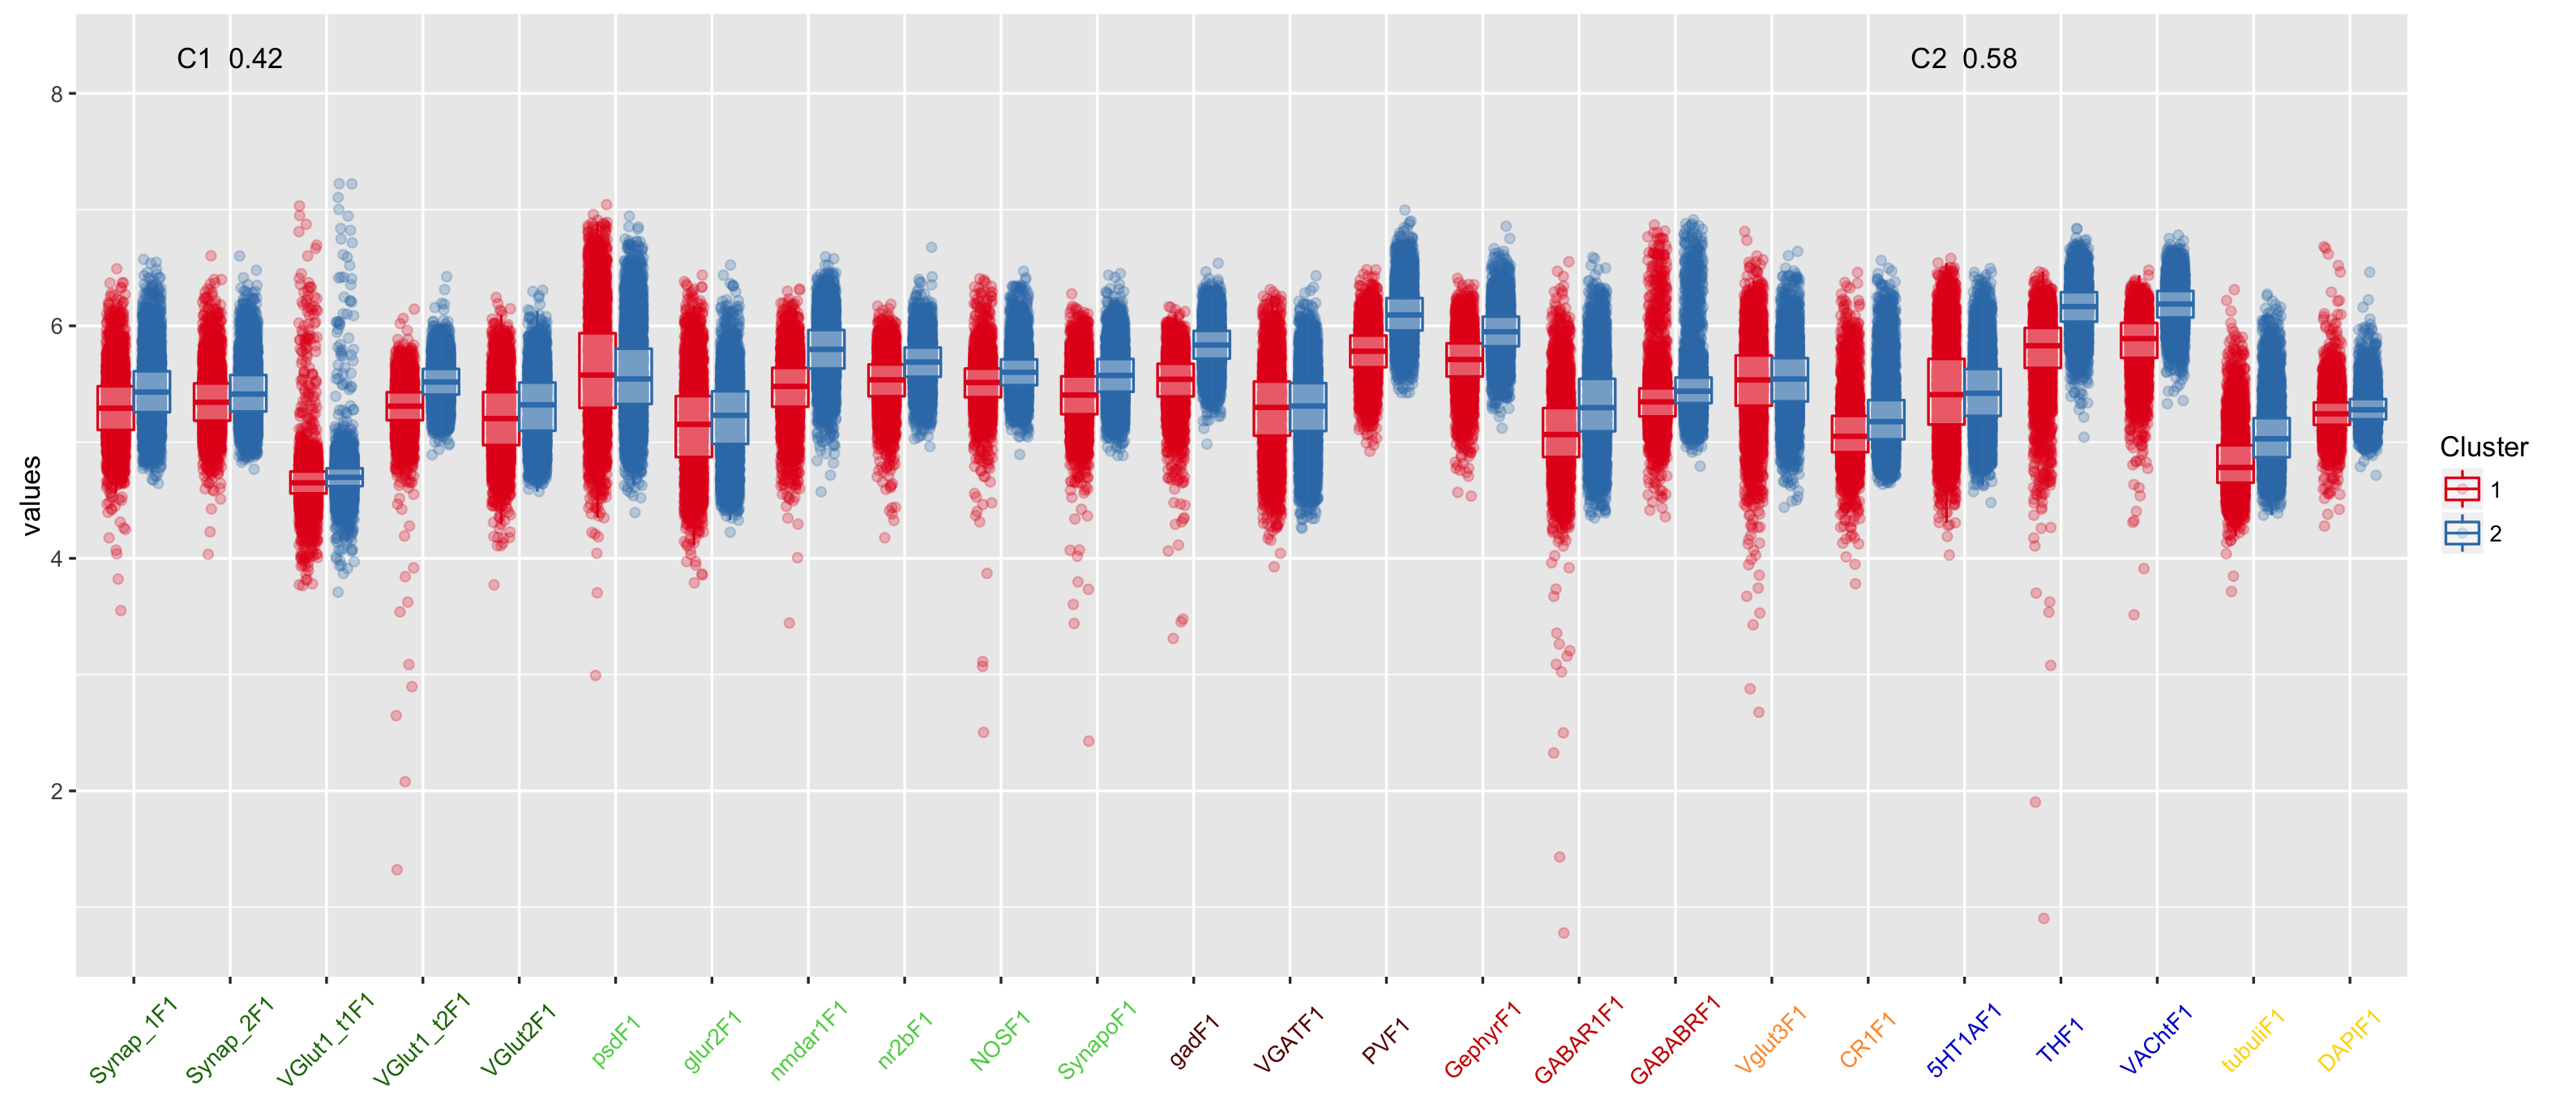 C1 0.42
C2 0.58
values
8
6
4
2
Synap_1F1
Synap_2F1
VGlut1_t1F1
VGlut1_t2F1
VGlut2F1
psdF1
glur2F1
nmdar1F1
nr2bF1
NOSF1
SynapoF1
gadF1
VGATF1
PVF1
GephyrF1
GABAR1F1
GABABRF1
Vglut3F1
CR1F1
5HT1AF1
THF1
VAChtF1
tubuliF1
DAPIF1
Cluster
1
2